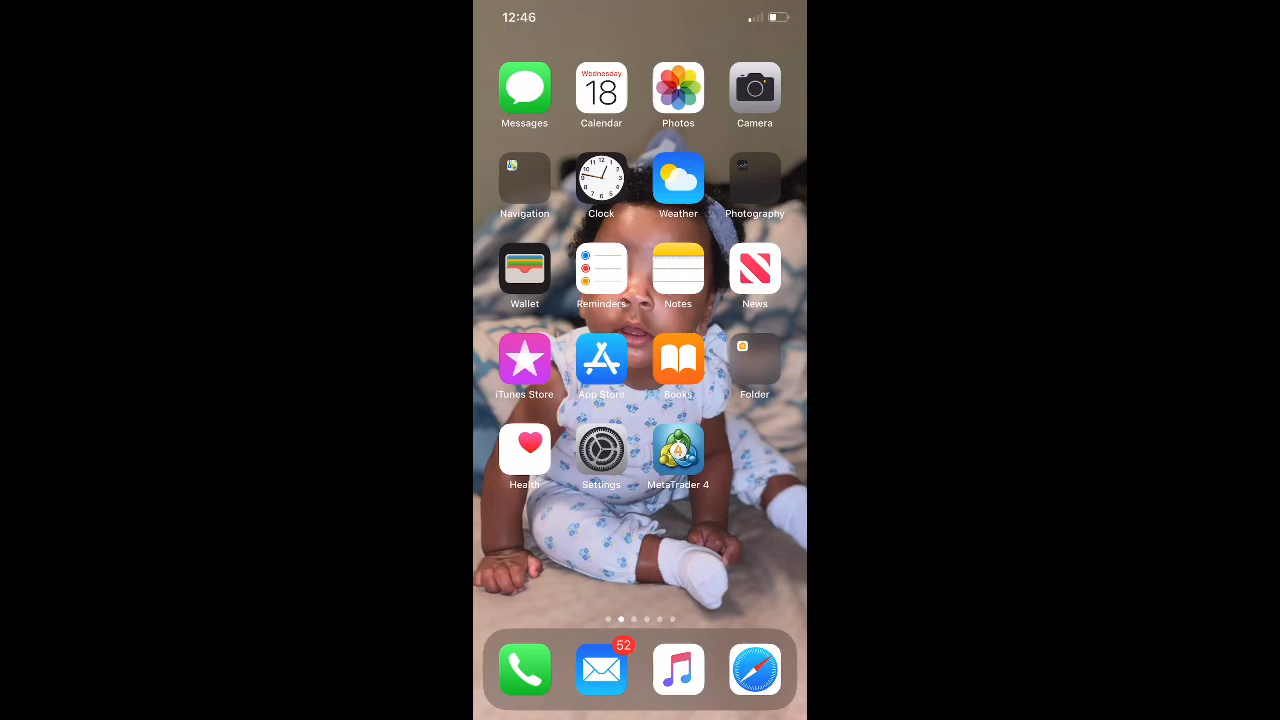 12:46
Wednesday
18
Messages
Calendar
Photos
Camera
Navigation
Clock
Weather
Photography
Wallet
Reminders
Notes
News
iTunes Store
App Store
Books
Folder
4
Health
Settings
MetaTrader 4
52